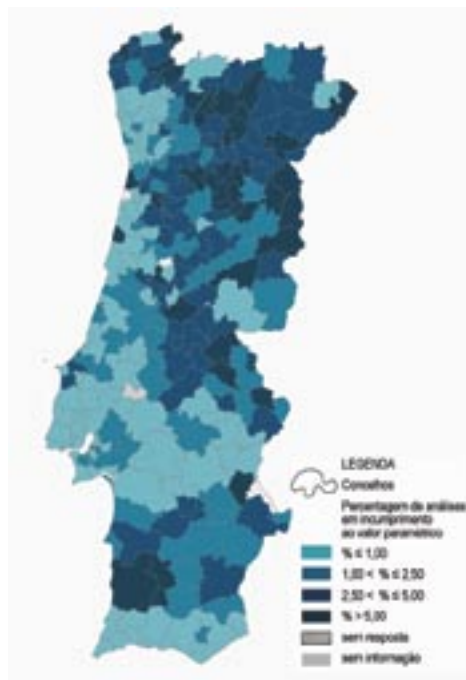 LEGENDA
Concelhos
Percentagem de análises
em incumprimento
ao valor paramétrico
% ≤ 1,00
1,00 < % ≤ 2,50
2,50 < % ≤ 5,00
% > 5,00
sem resposta
sem informação